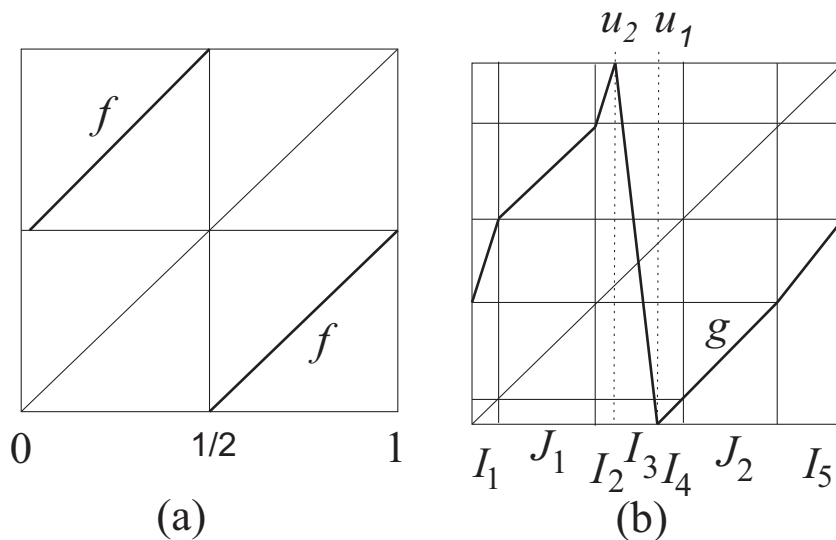 u₂ u₁
f
f
g
0 1/2 1
I₁ J₁ I₂ I₃ I₄ J₂ I₅
(a) (b)